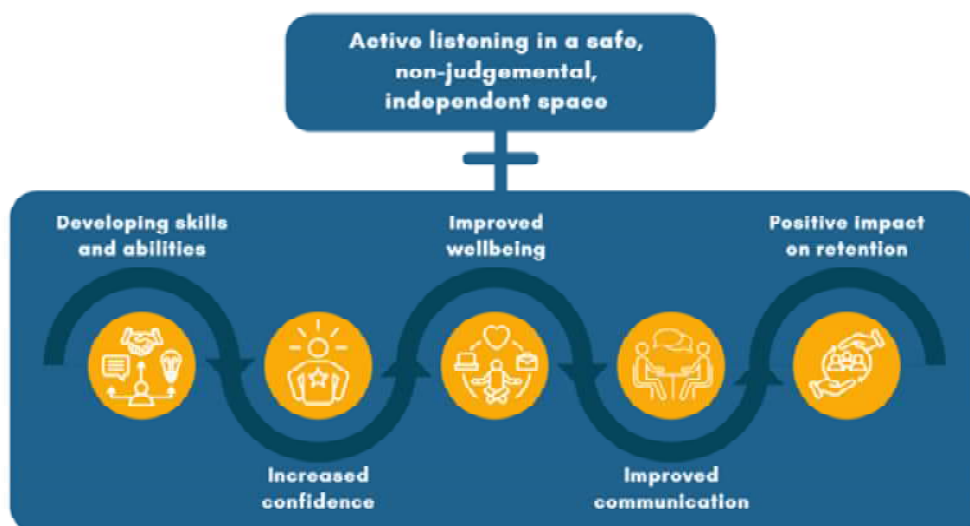 Active listening in a safe,
non-judgemental,
independent space
Developing skills
and abilities
Increased
confidence
Improved
wellbeing
Improved
communication
Positive impact
on retention